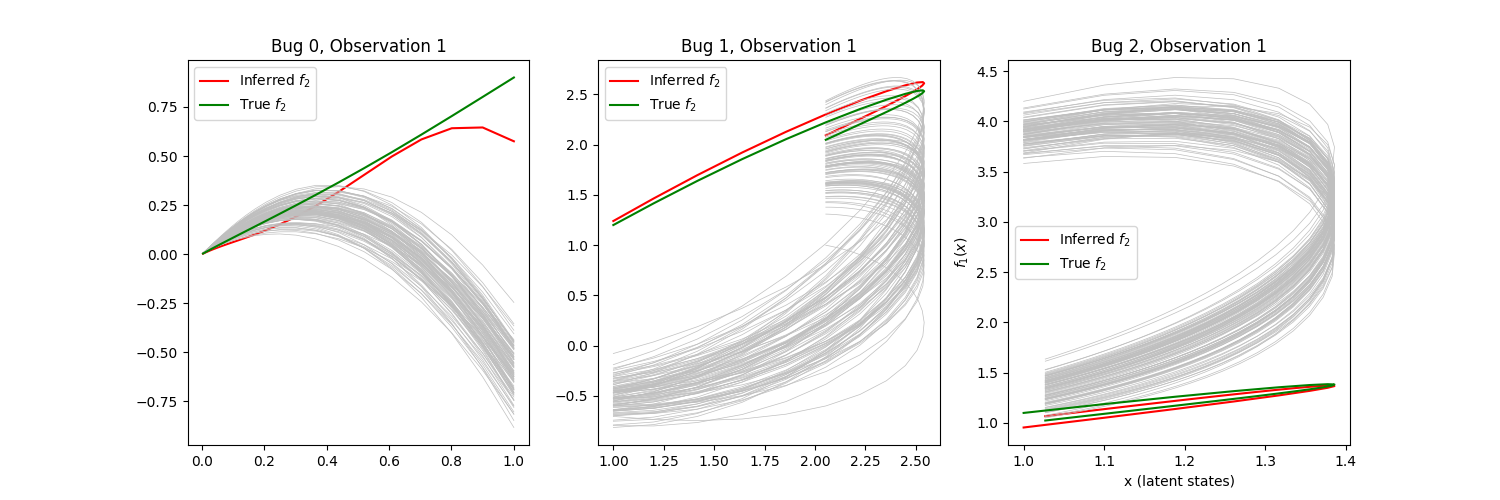 Bug 0, Observation 1
Inferred f₂
True f₂
0.75
0.50
0.25
0.00
−0.25
−0.50
−0.75
0.0 0.2 0.4 0.6 0.8 1.0
Bug 1, Observation 1
Inferred f₂
True f₂
2.5
2.0
1.5
1.0
0.5
0.0
−0.5
1.00 1.25 1.50 1.75 2.00 2.25 2.50
Bug 2, Observation 1
f₁(x)
4.5
4.0
3.5
3.0
2.5
2.0
1.5
1.0
Inferred f₂
True f₂
1.0 1.1 1.2 1.3 1.4
x (latent states)